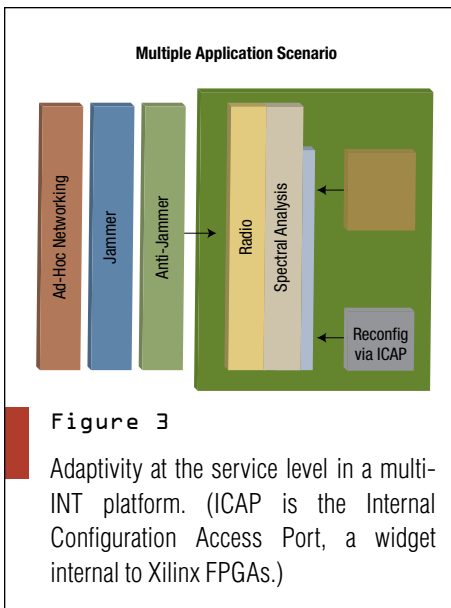 Multiple Application Scenario
Ad-Hoc Networking
Jammer
Anti-Jammer
Radio
Spectral Analysis
Reconfig
via ICAP
Figure 3
Adaptivity at the service level in a multi-
INT platform. (ICAP is the Internal
Configuration Access Port, a widget
internal to Xilinx FPGAs.)